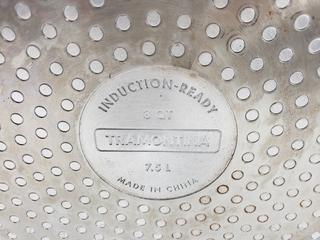 INDUCTION-READY
8 QT
TRAMONTINA
7.5 L
MADE IN CHINA